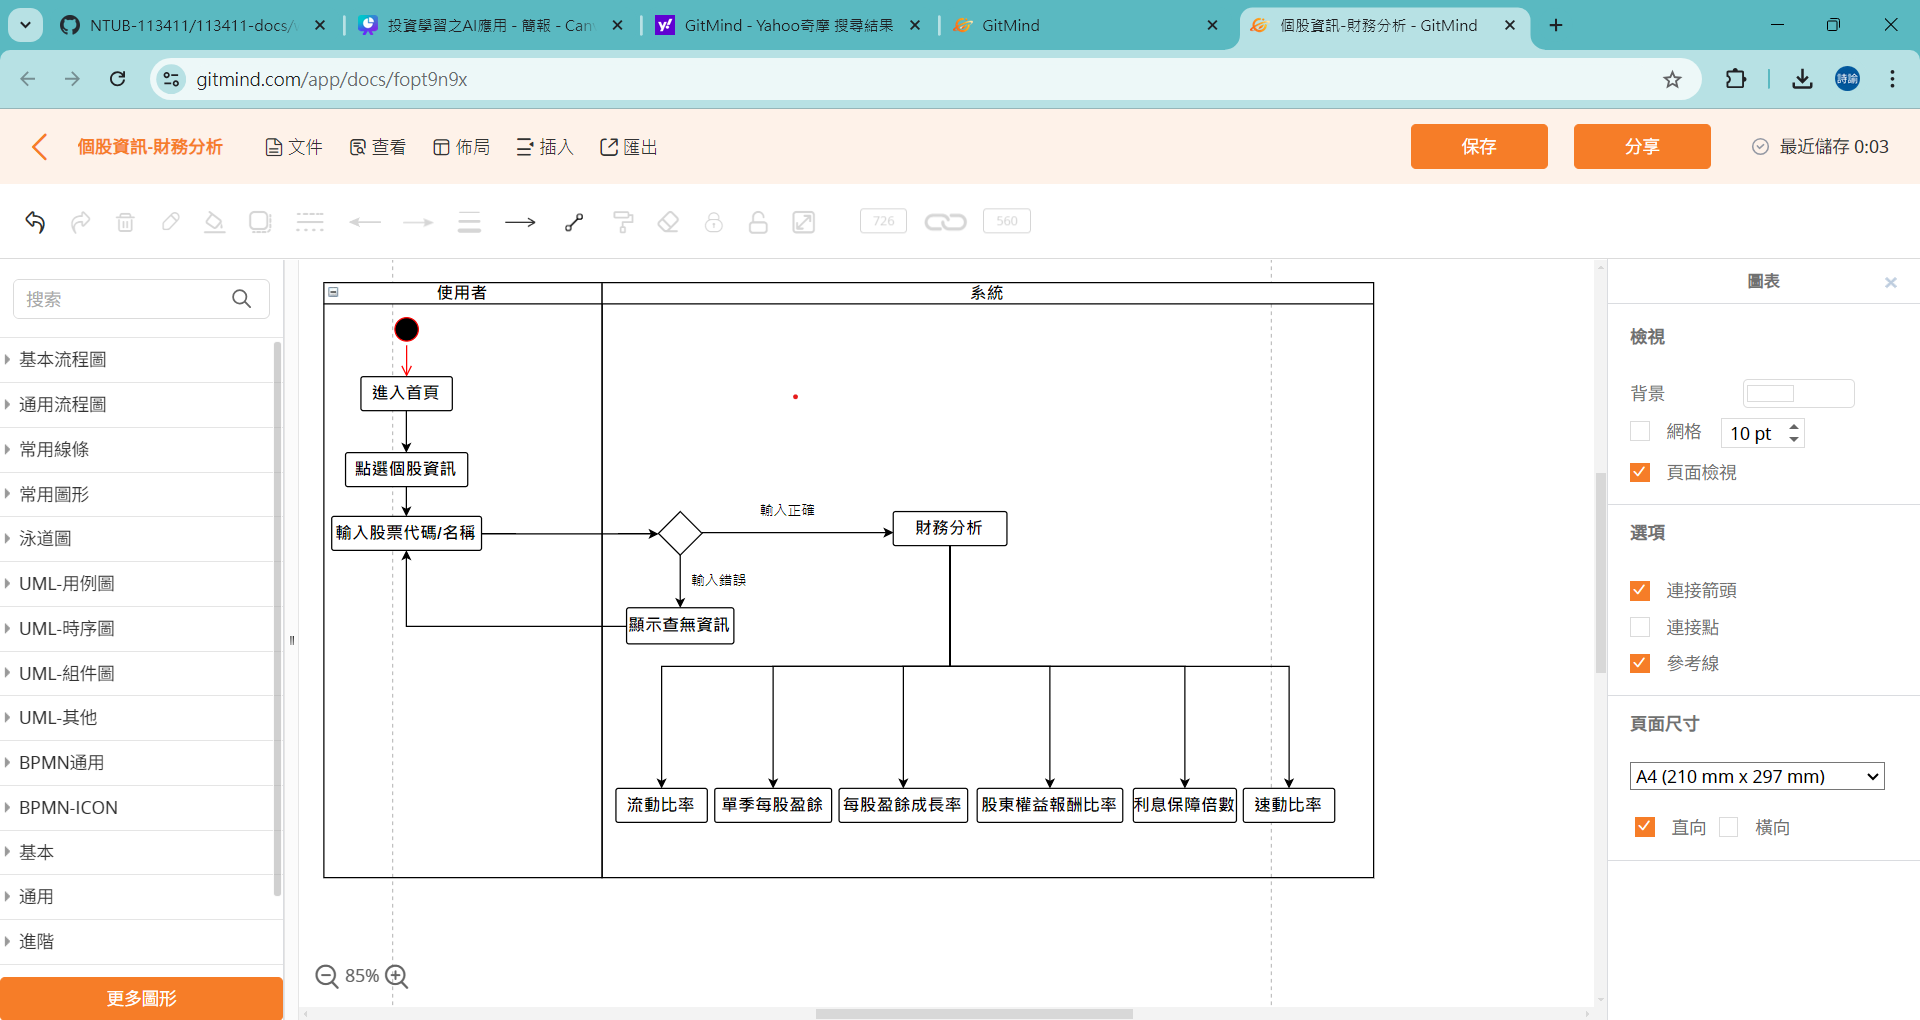 NTUB-113411/113411-docs/
投資學習之AI應用 - 簡報 - Can
GitMind - Yahoo奇摩 搜尋結果
GitMind
個股資訊-財務分析 - GitMind
gitmind.com/app/docs/fopt9n9x
詩諭
個股資訊-財務分析
文件
查看
佈局
插入
匯出
保存
分享
最近儲存 0:03
726
560
搜索
基本流程圖
通用流程圖
常用線條
常用圖形
泳道圖
UML-用例圖
UML-時序圖
UML-組件圖
UML-其他
BPMN通用
BPMN-ICON
基本
通用
進階
更多圖形
使用者
系統
進入首頁
點選個股資訊
輸入股票代碼/名稱
輸入正確
財務分析
輸入錯誤
顯示查無資訊
流動比率
單季每股盈餘
每股盈餘成長率
股東權益報酬比率
利息保障倍數
速動比率
85%
圖表
檢視
背景
網格
10 pt
頁面檢視
選項
連接箭頭
連接點
參考線
頁面尺寸
A4 (210 mm x 297 mm)
直向
橫向